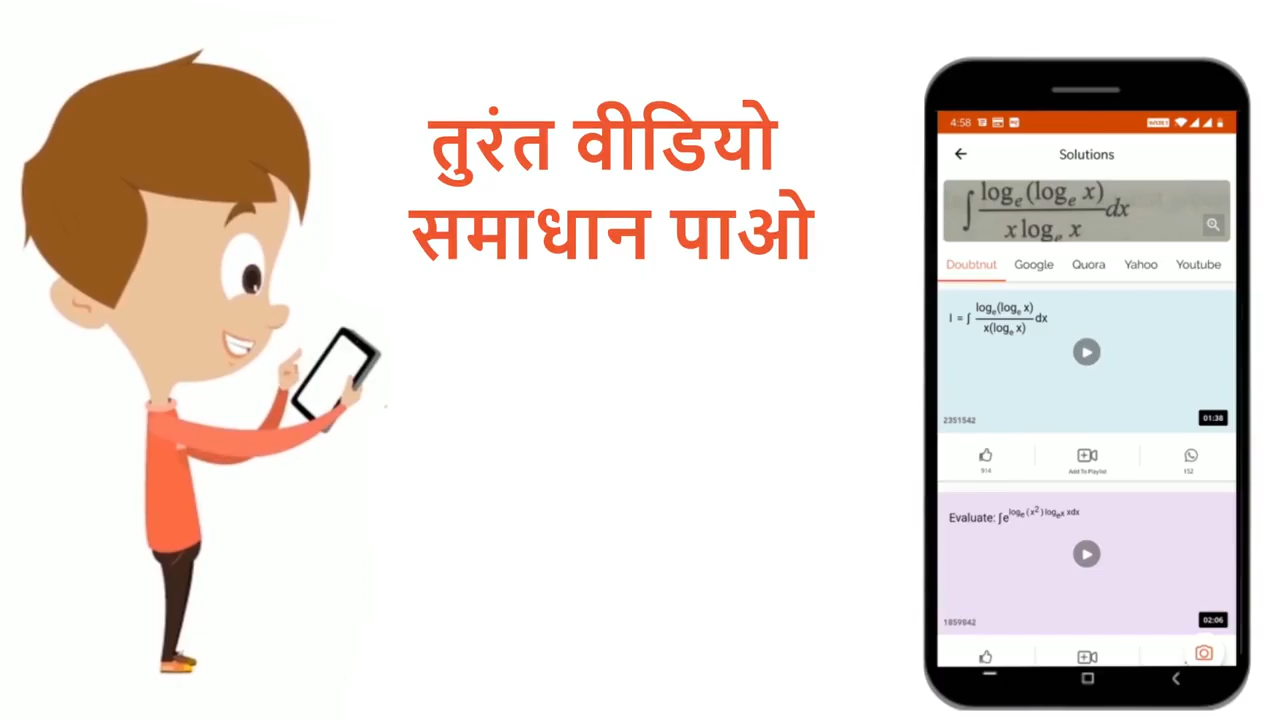 तुरंत वीडियो
समाधान पाओ
4:58
Solutions
∫ logₑ(logₑ x) / x logₑ x dx
Doubtnut Google Quora Yahoo Youtube
I = ∫ logₑ(logₑ x) / x(logₑ x) dx
2351542
01:38
914
Add To Playlist
152
Evaluate: ∫e^logₑ(x²) logₑx xdx
1859842
02:06